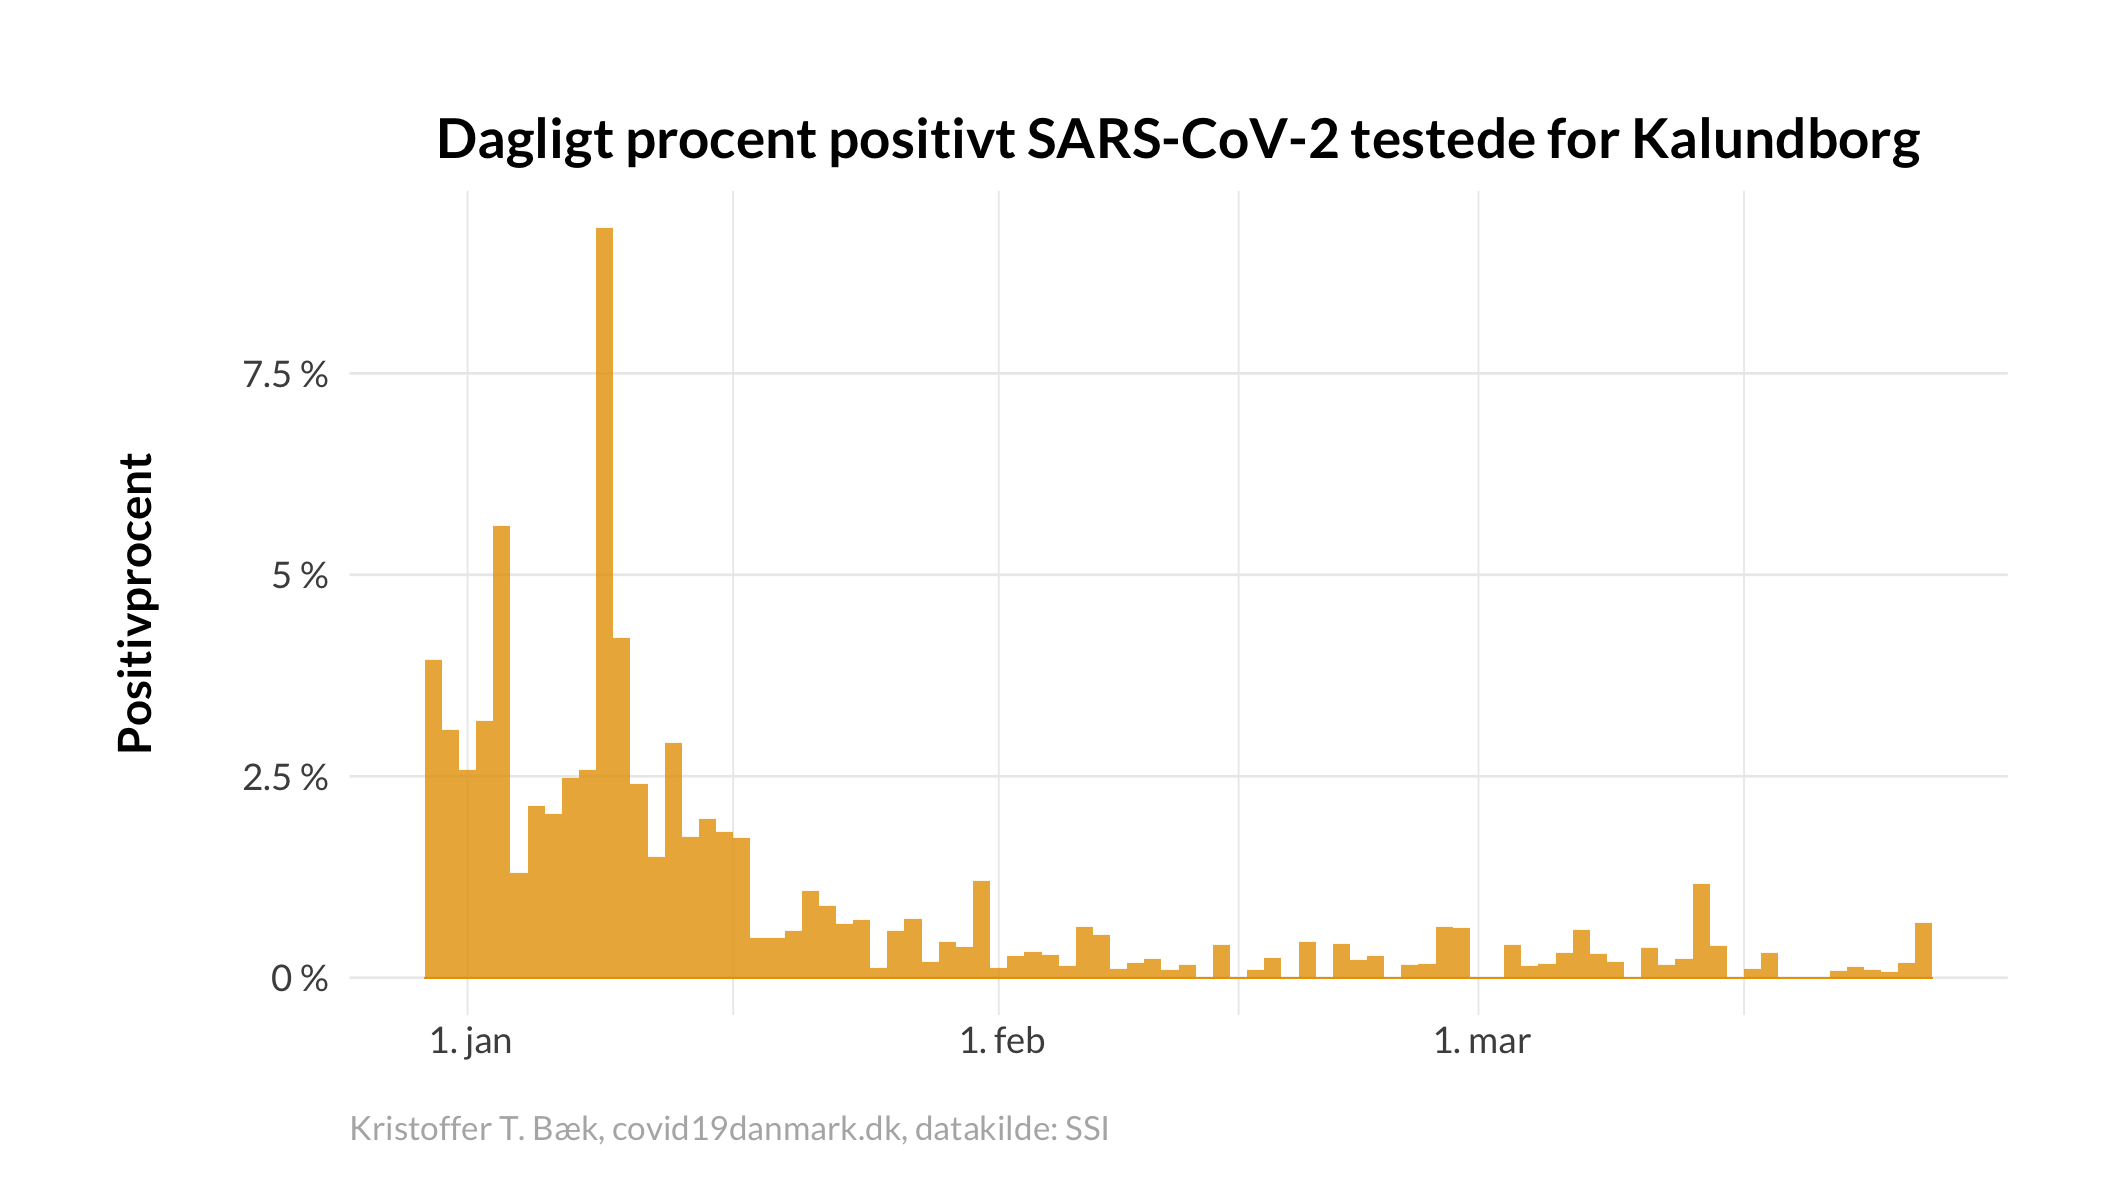 Dagligt procent positivt SARS-CoV-2 testede for Kalundborg
Positivprocent
7.5 %
5 %
2.5 %
0 %
1. jan
1. feb
1. mar
Kristoffer T. Bæk, covid19danmark.dk, datakilde: SSI